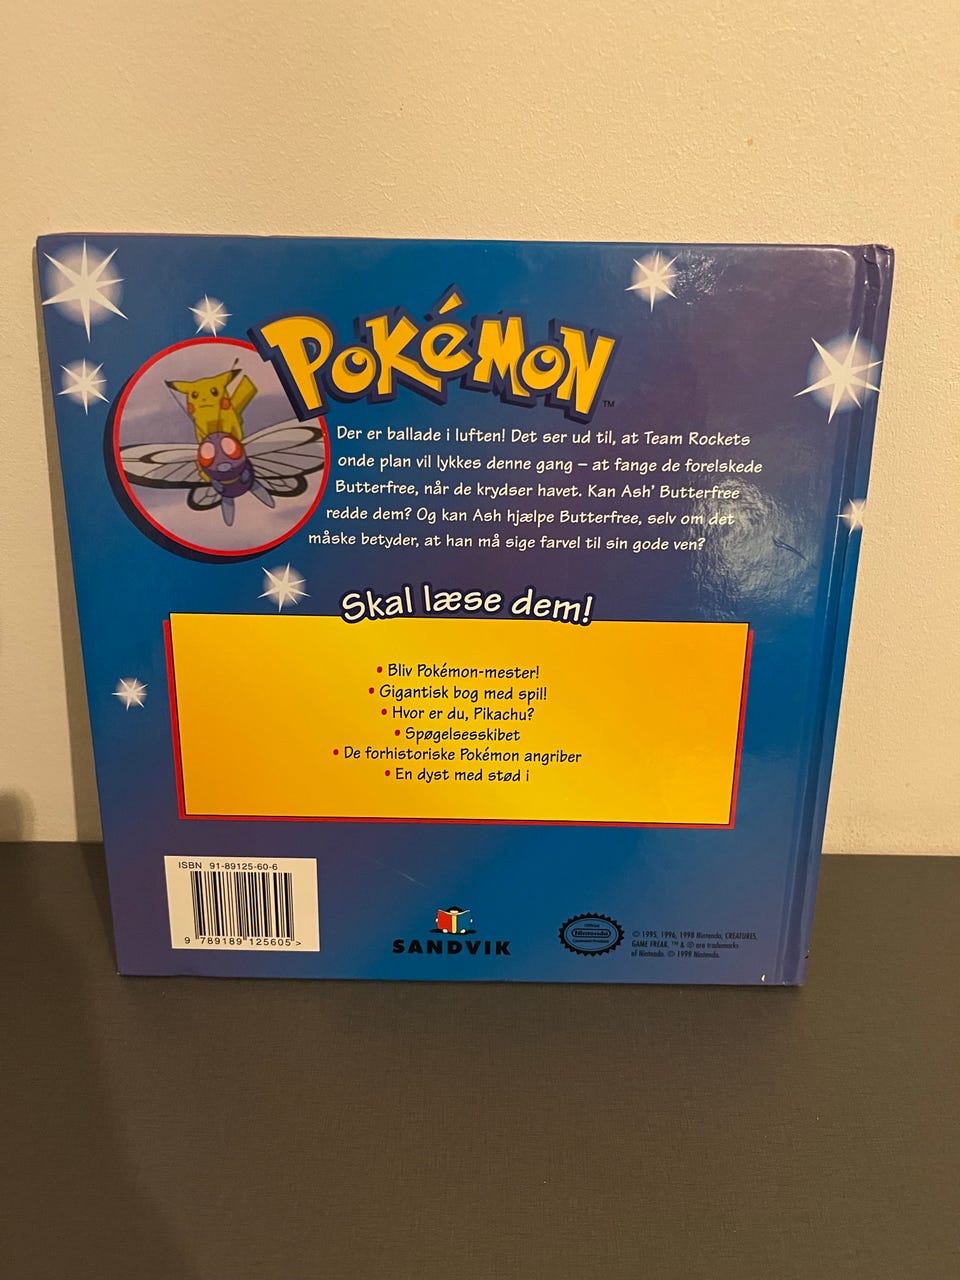 POKéMON™
Der er ballade i luften! Det ser ud til, at Team Rockets
onde plan vil lykkes denne gang – at fange de forelskede
Butterfree, når de krydser havet. Kan Ash' Butterfree
redde dem? Og kan Ash hjælpe Butterfree, selv om det
måske betyder, at han må sige farvel til sin gode ven?
Skal læse dem!
• Bliv Pokémon-mester!
• Gigantisk bog med spil!
• Hvor er du, Pikachu?
• Spøgelsesskibet
• De forhistoriske Pokémon angriber
• En dyst med stød i
ISBN 91-89125-60-6
9 789189 125605 >
SANDVIK
Official
Nintendo
Licensed Product
© 1995, 1996, 1998 Nintendo, CREATURES,
GAME FREAK. ™ & ® are trademarks
of Nintendo. © 1999 Nintendo.